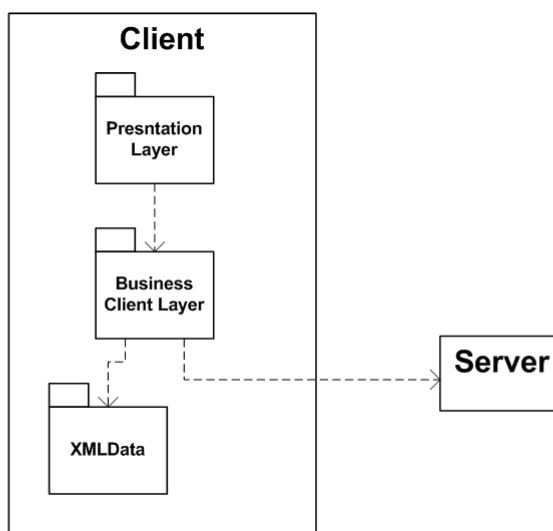 Client
Presntation
Layer
Business
Client Layer
Server
XMLData